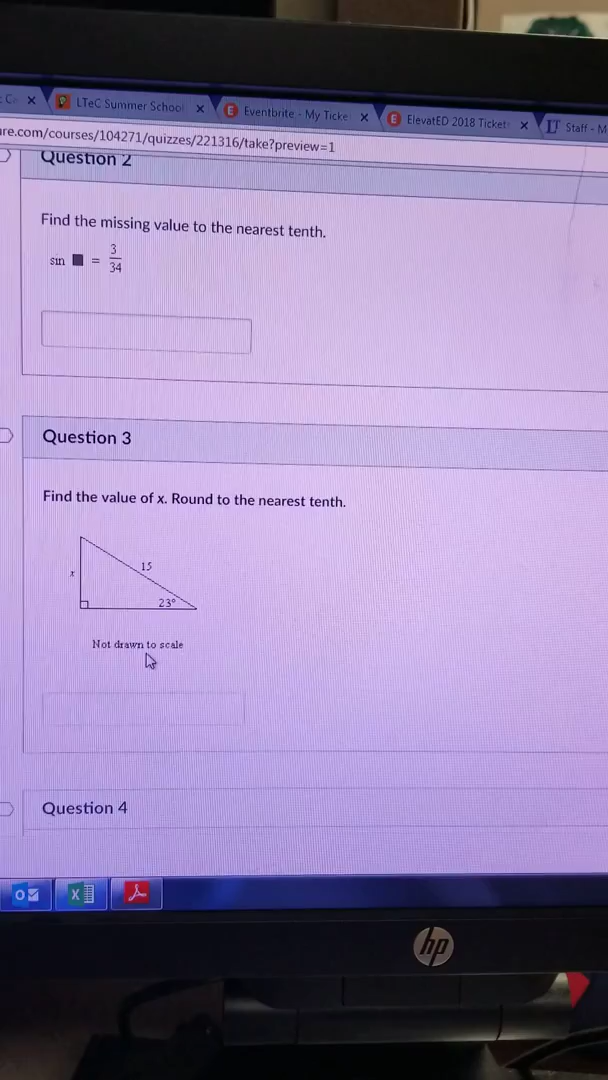 LTeC Summer School
Eventbrite - My Ticke
ElevatED 2018 Ticket
Staff - M
re.com/courses/104271/quizzes/221316/take?preview=1
Question 2
Find the missing value to the nearest tenth.
sin ■ = 3/34
Question 3
Find the value of x. Round to the nearest tenth.
15
x
23°
Not drawn to scale
Question 4
hp